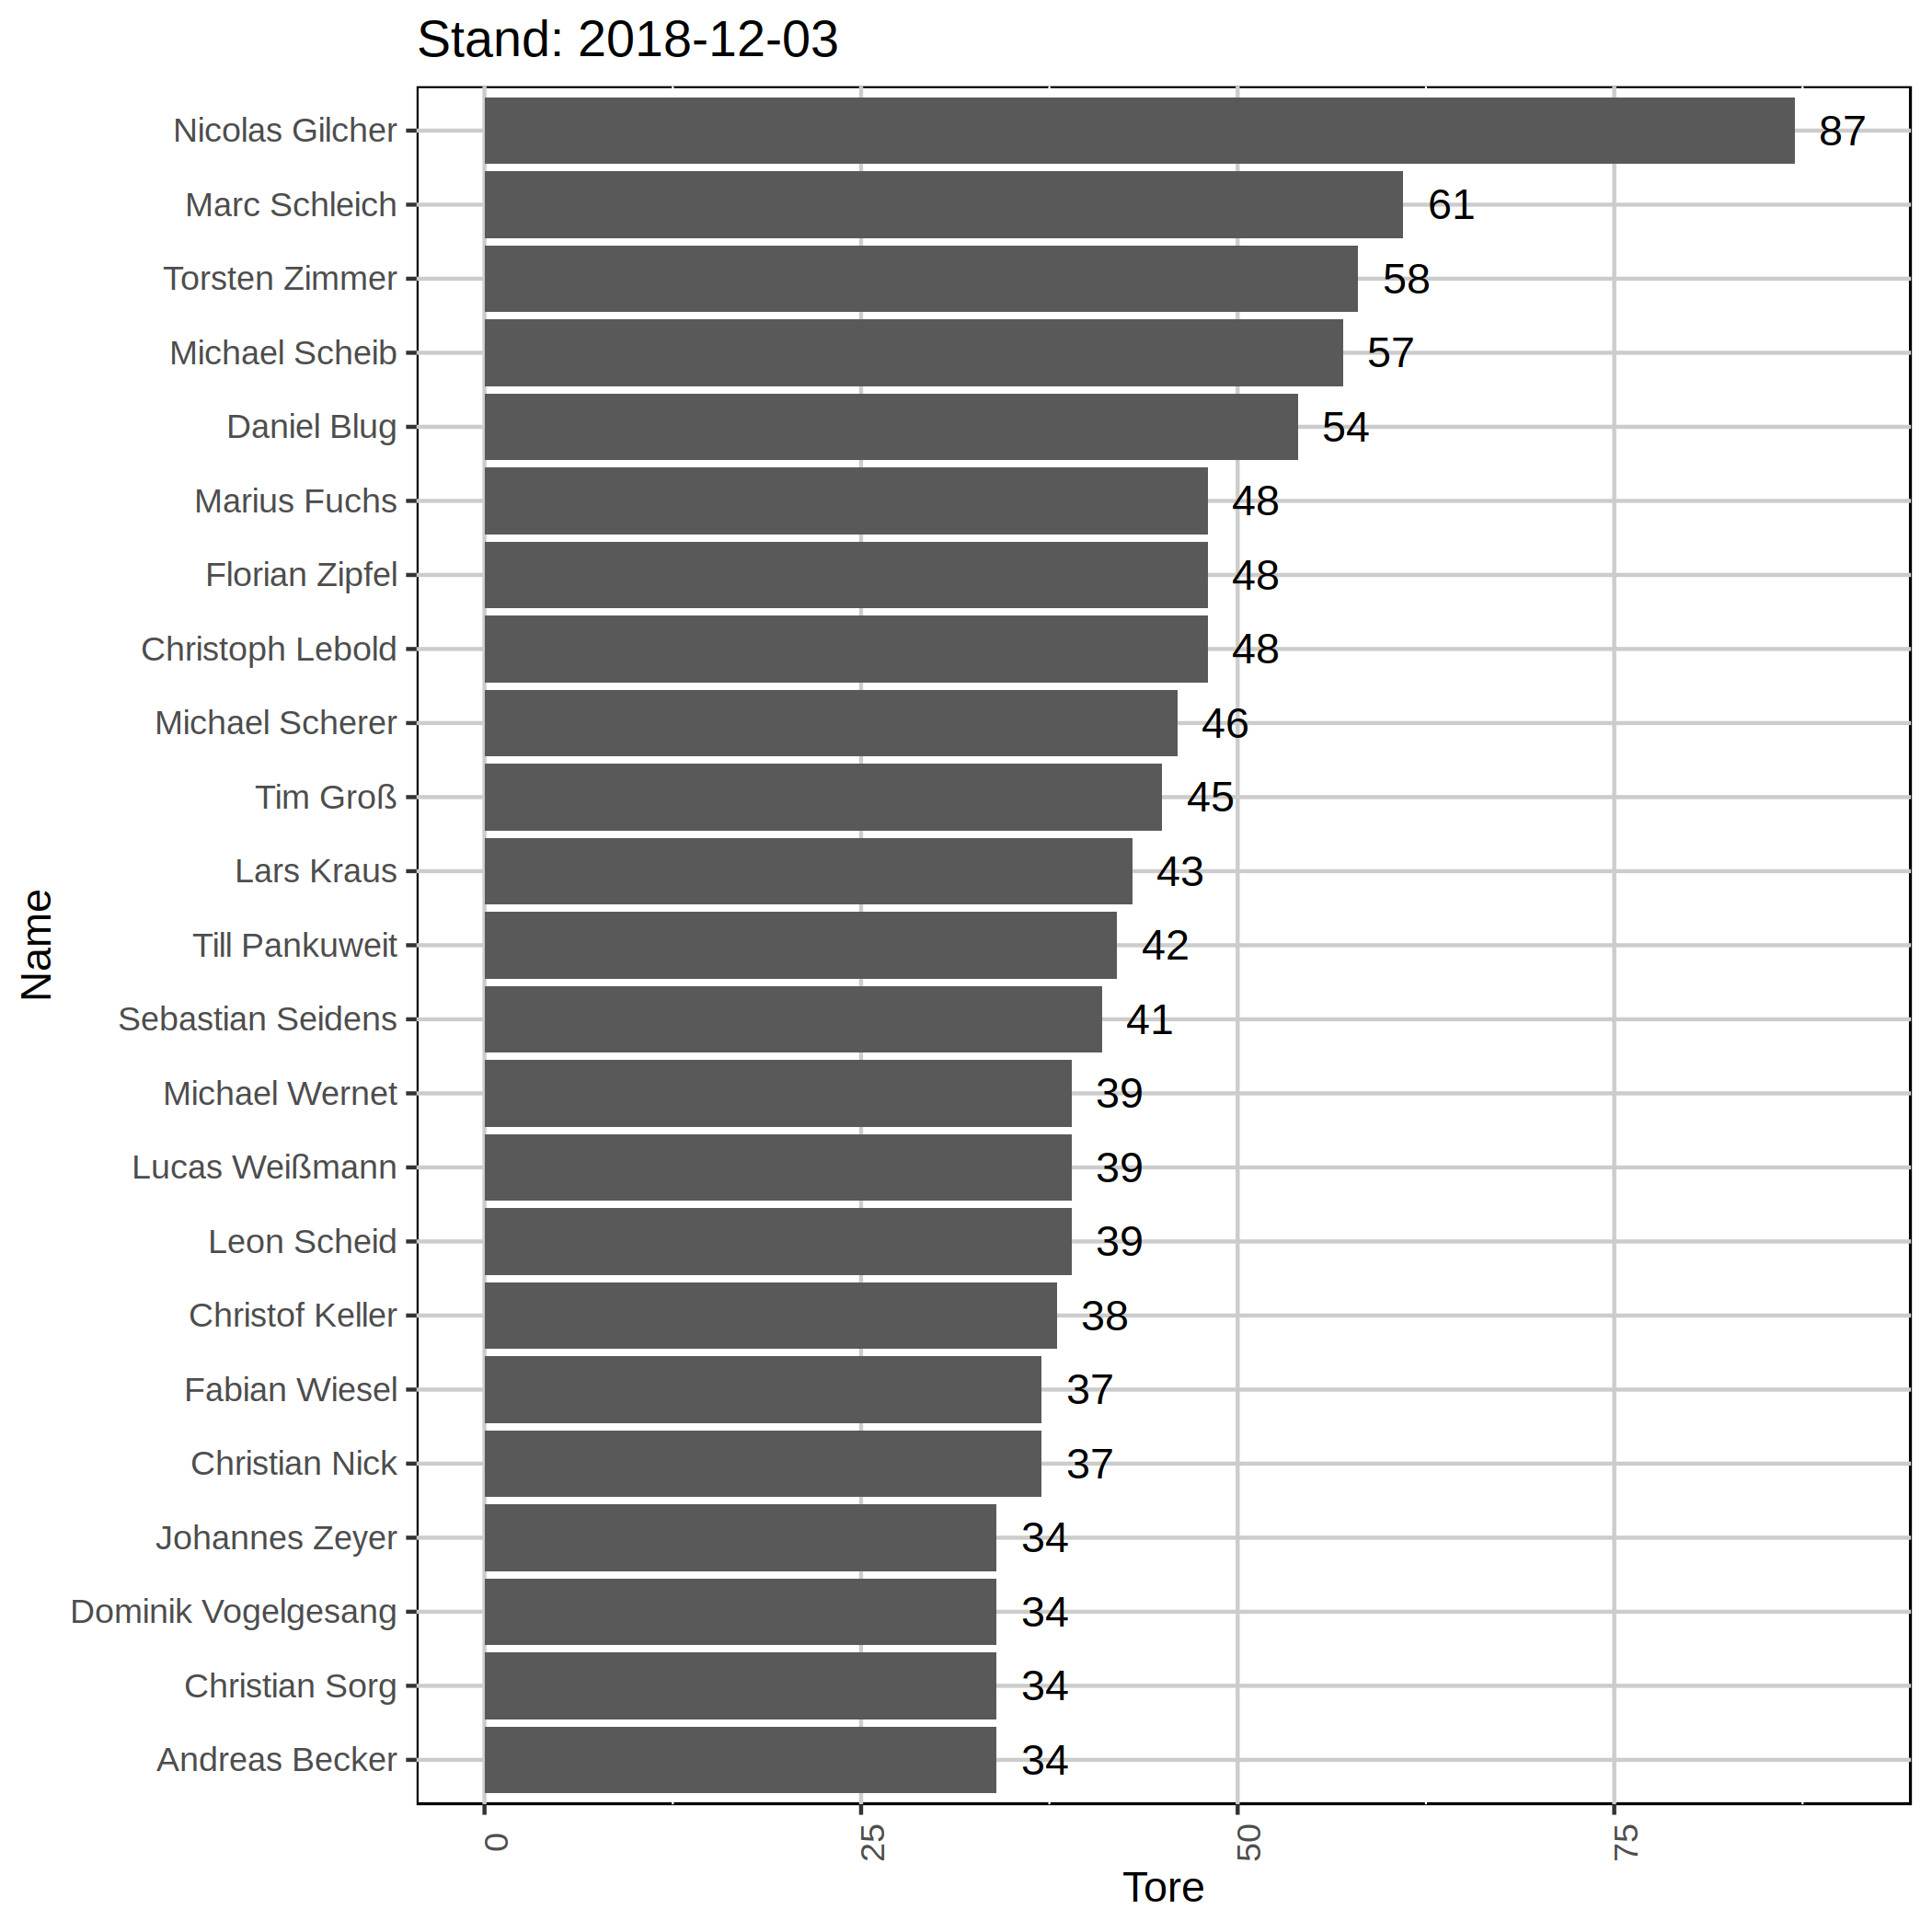 Stand: 2018-12-03
Nicolas Gilcher 87
Marc Schleich 61
Torsten Zimmer 58
Michael Scheib 57
Daniel Blug 54
Marius Fuchs 48
Florian Zipfel 48
Christoph Lebold 48
Michael Scherer 46
Tim Groß 45
Lars Kraus 43
Till Pankuweit 42
Sebastian Seidens 41
Michael Wernet 39
Lucas Weißmann 39
Leon Scheid 39
Christof Keller 38
Fabian Wiesel 37
Christian Nick 37
Johannes Zeyer 34
Dominik Vogelgesang 34
Christian Sorg 34
Andreas Becker 34
Name
0 25 50 75
Tore